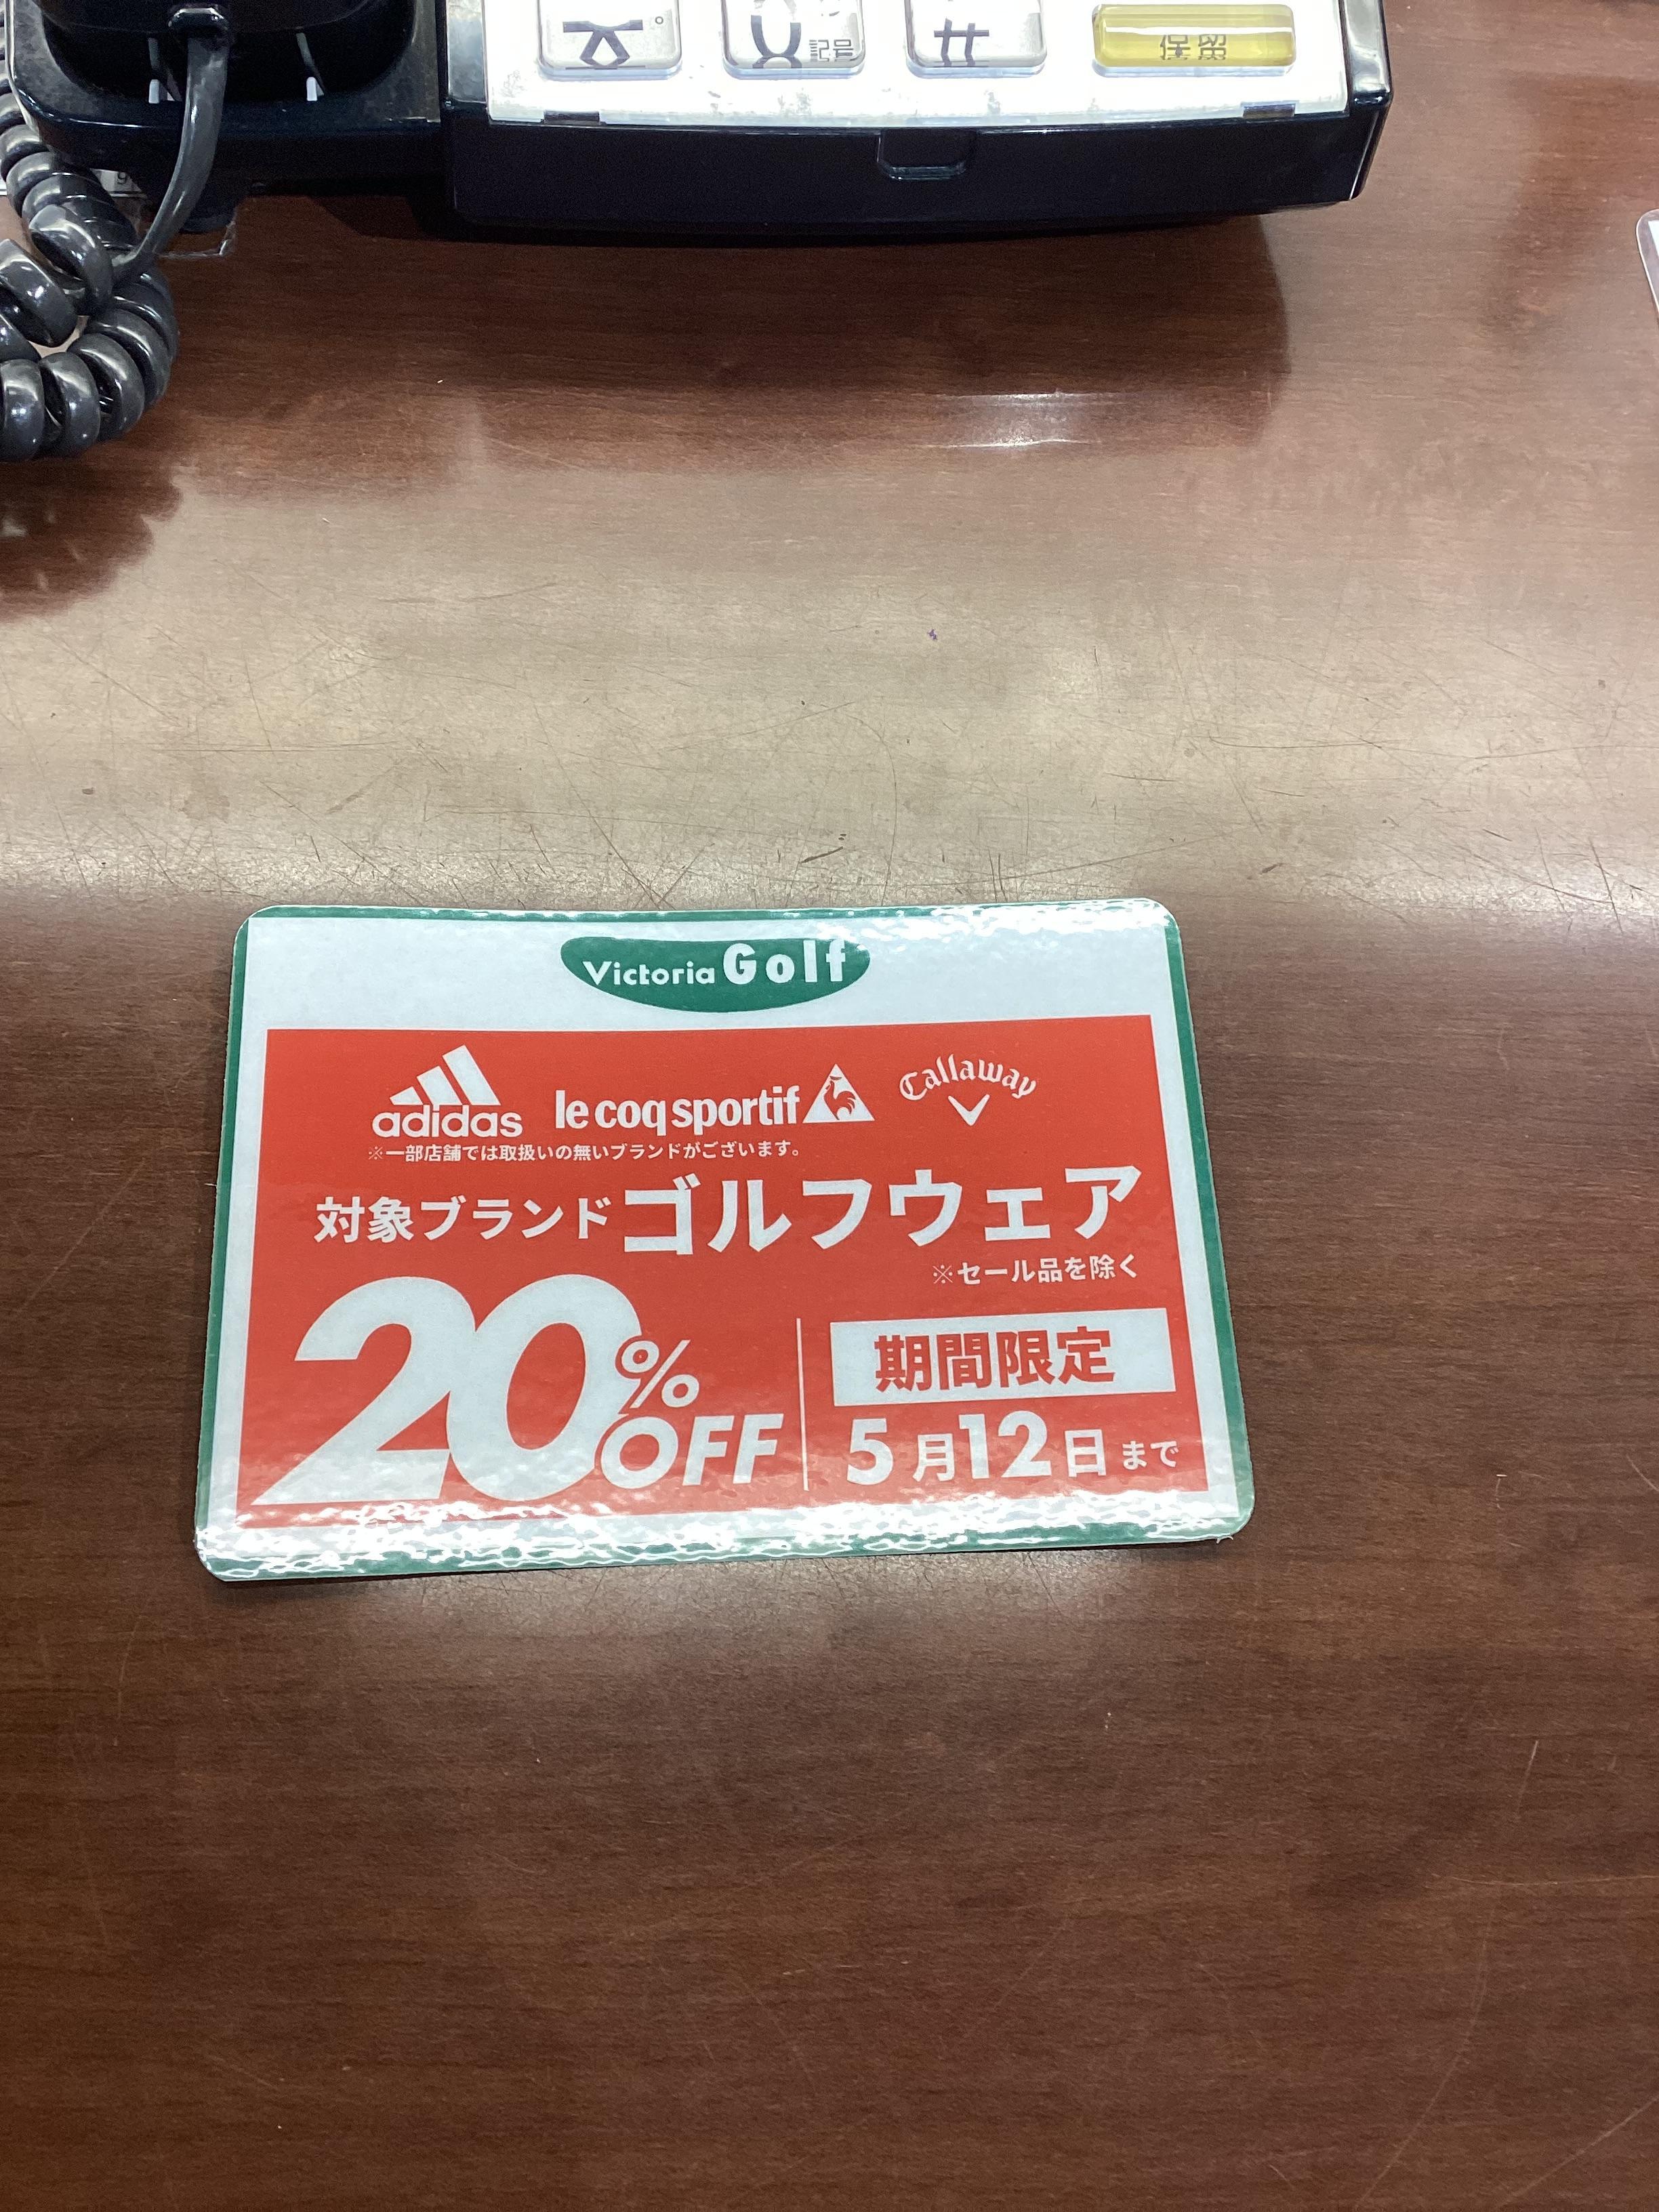 記号
保留
Victoria Golf
adidas le coq sportif Callaway
※一部店舗では取扱いの無いブランドがございます。
対象ブランドゴルフウェア
※セール品を除く
20%OFF
期間限定
5月12日まで